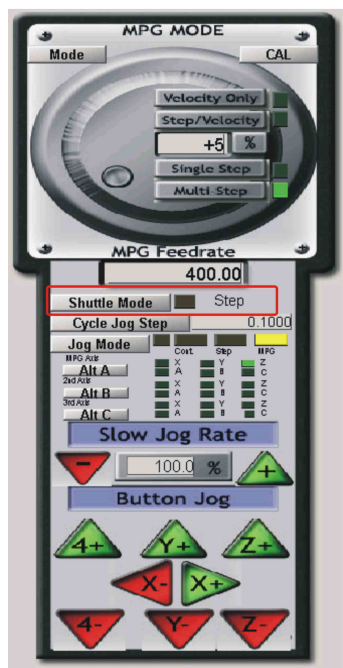 MPG MODE
Mode CAL
Velocity Only
Step/Velocity
+5 %
Single Step
Multi-Step
MPG Feedrate
400.00
Shuttle Mode Step
Cycle Jog Step 0.1000
Jog Mode Cont. Step MPG
MPG Axis
Alt A X Y Z
A B C
2nd Axis
Alt B X Y Z
A B C
3rd Axis
Alt C X Y Z
A B C
Slow Jog Rate
- 100.0 % +
Button Jog
4+ Y+ Z+
X- X+
4- Y- Z-